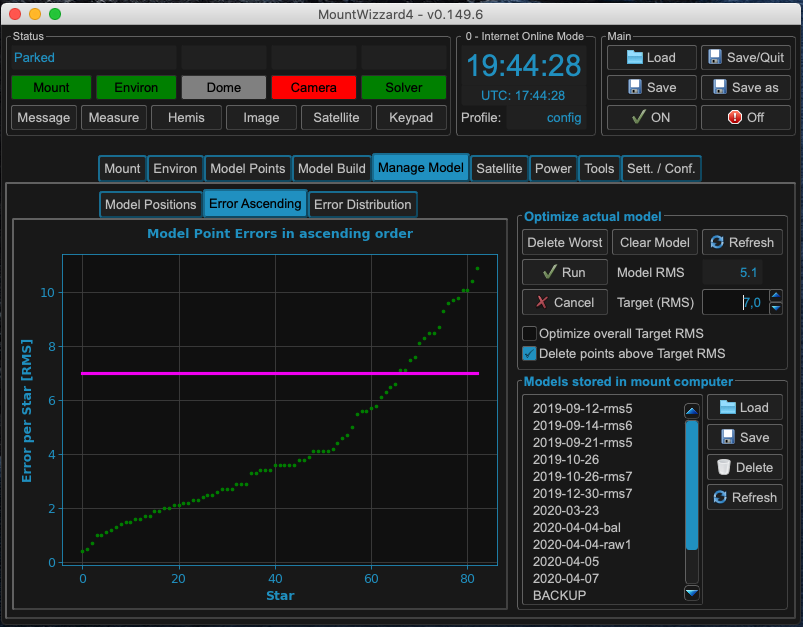 MountWizzard4 - v0.149.6
Status
Parked
Mount Environ Dome Camera Solver
Message Measure Hemis Image Satellite Keypad
0 - Internet Online Mode
19:44:28
UTC: 17:44:28
Profile: config
Main
Load Save/Quit
Save Save as
ON Off
Mount Environ Model Points Model Build Manage Model Satellite Power Tools Sett. / Conf.
Model Positions Error Ascending Error Distribution
Model Point Errors in ascending order
Error per Star [RMS]
10
8
6
4
2
0
0 20 40 60 80
Star
Optimize actual model
Delete Worst Clear Model Refresh
Run Model RMS 5.1
Cancel Target (RMS) 7,0
Optimize overall Target RMS
Delete points above Target RMS
Models stored in mount computer
2019-09-12-rms5
2019-09-14-rms6
2019-09-21-rms5
2019-10-26
2019-10-26-rms7
2019-12-30-rms7
2020-03-23
2020-04-04-bal
2020-04-04-raw1
2020-04-05
2020-04-07
BACKUP
Load
Save
Delete
Refresh